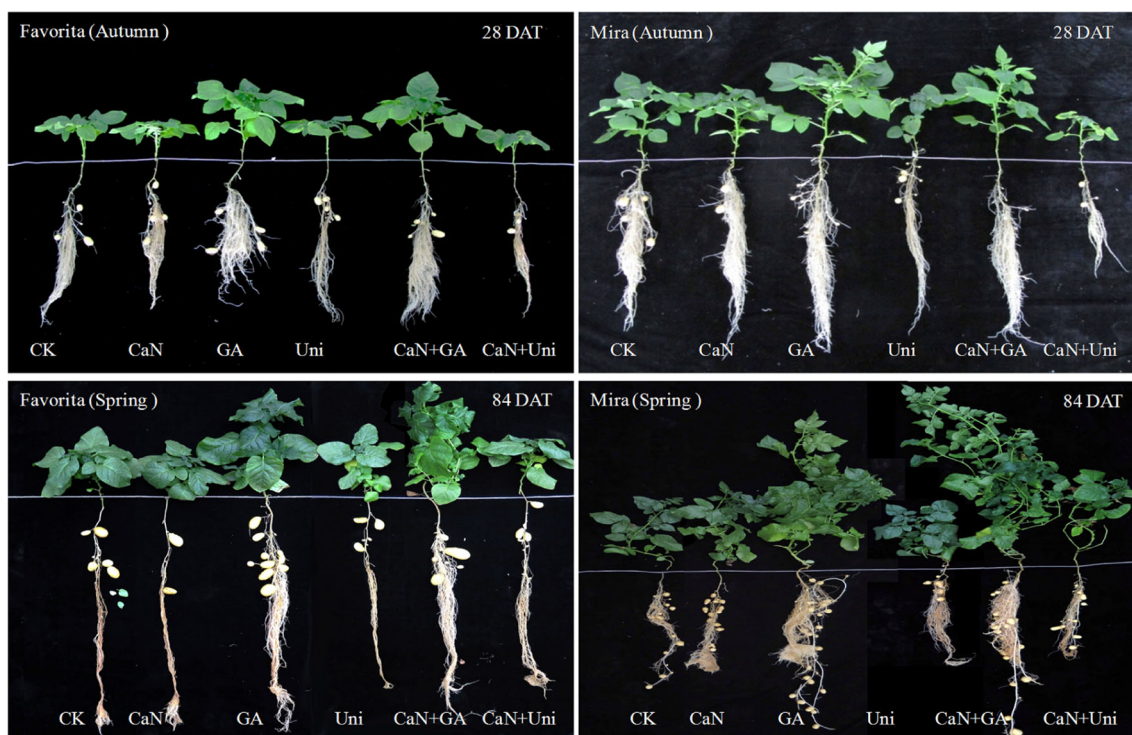 Favorita (Autumn) 28 DAT
CK CaN GA Uni CaN+GA CaN+Uni
Mira (Autumn) 28 DAT
CK CaN GA Uni CaN+GA CaN+Uni
Favorita (Spring) 84 DAT
CK CaN GA Uni CaN+GA CaN+Uni
Mira (Spring) 84 DAT
CK CaN GA Uni CaN+GA CaN+Uni